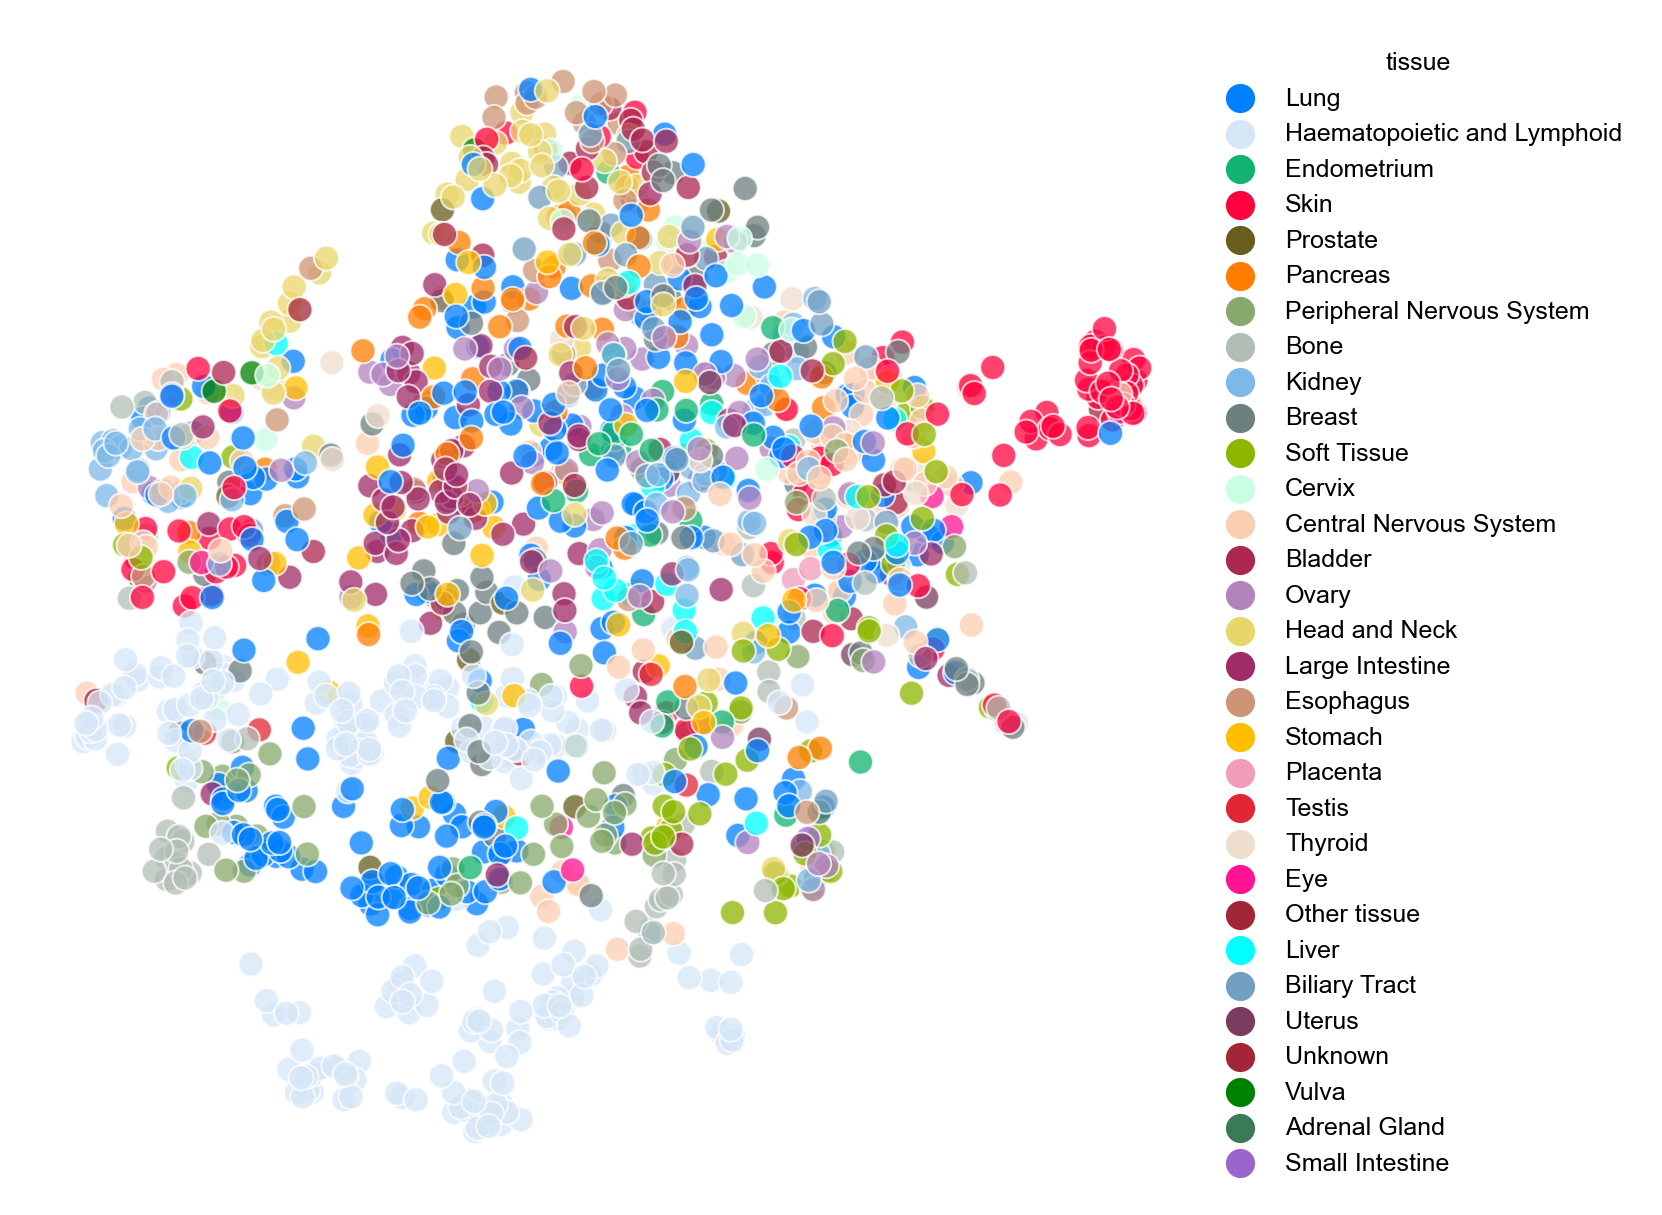 tissue
Lung
Haematopoietic and Lymphoid
Endometrium
Skin
Prostate
Pancreas
Peripheral Nervous System
Bone
Kidney
Breast
Soft Tissue
Cervix
Central Nervous System
Bladder
Ovary
Head and Neck
Large Intestine
Esophagus
Stomach
Placenta
Testis
Thyroid
Eye
Other tissue
Liver
Biliary Tract
Uterus
Unknown
Vulva
Adrenal Gland
Small Intestine